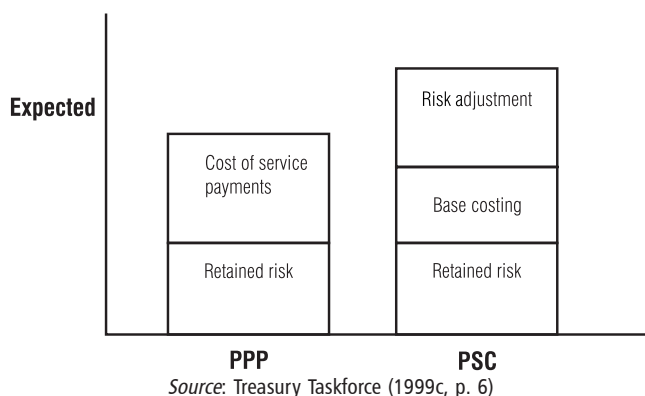 Expected
Risk adjustment
Cost of service
payments
Base costing
Retained risk
Retained risk
PPP
PSC
Source: Treasury Taskforce (1999c, p. 6)